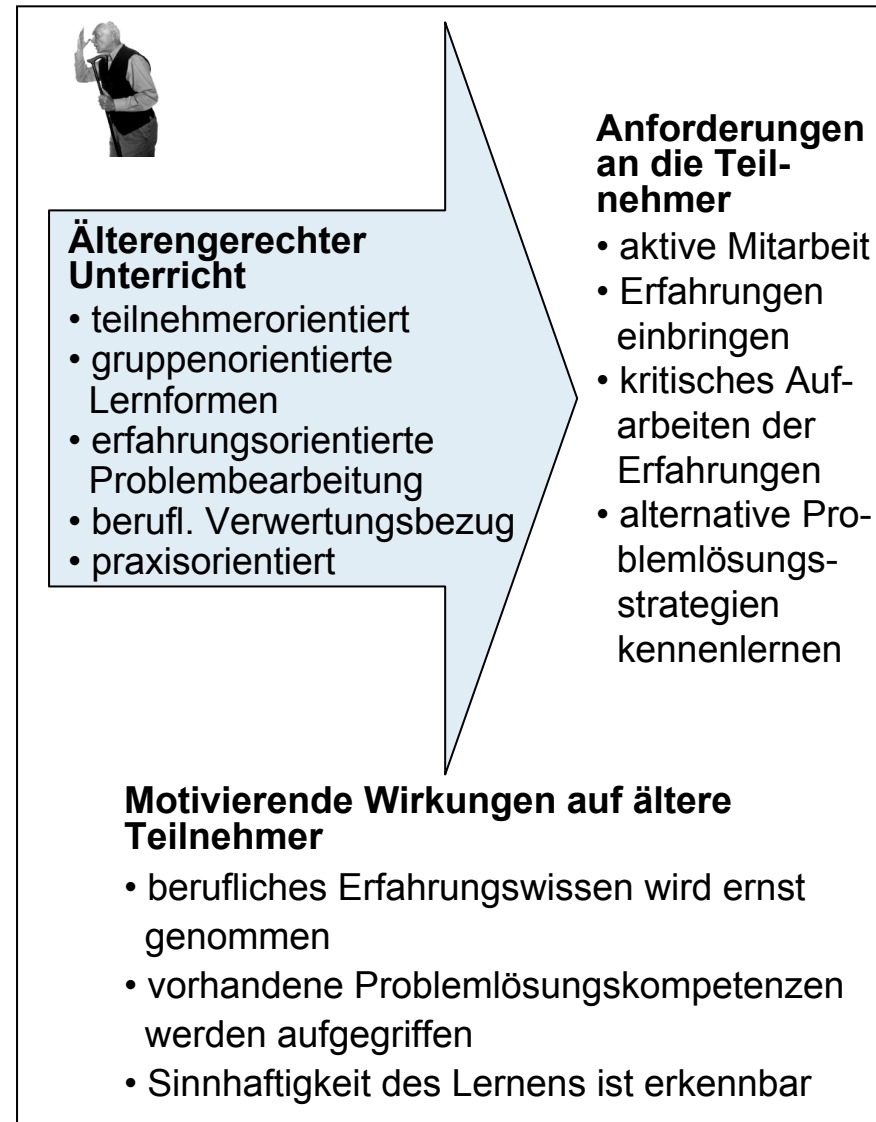 Älterengerechter
Unterricht
• teilnehmerorientiert
• gruppenorientierte
Lernformen
• erfahrungsorientierte
Problembearbeitung
• berufl. Verwertungsbezug
• praxisorientiert
Anforderungen
an die Teil-
nehmer
• aktive Mitarbeit
• Erfahrungen
einbringen
• kritisches Auf-
arbeiten der
Erfahrungen
• alternative Pro-
blemlösungs-
strategien
kennenlernen
Motivierende Wirkungen auf ältere
Teilnehmer
• berufliches Erfahrungswissen wird ernst
genommen
• vorhandene Problemlösungskompetenzen
werden aufgegriffen
• Sinnhaftigkeit des Lernens ist erkennbar